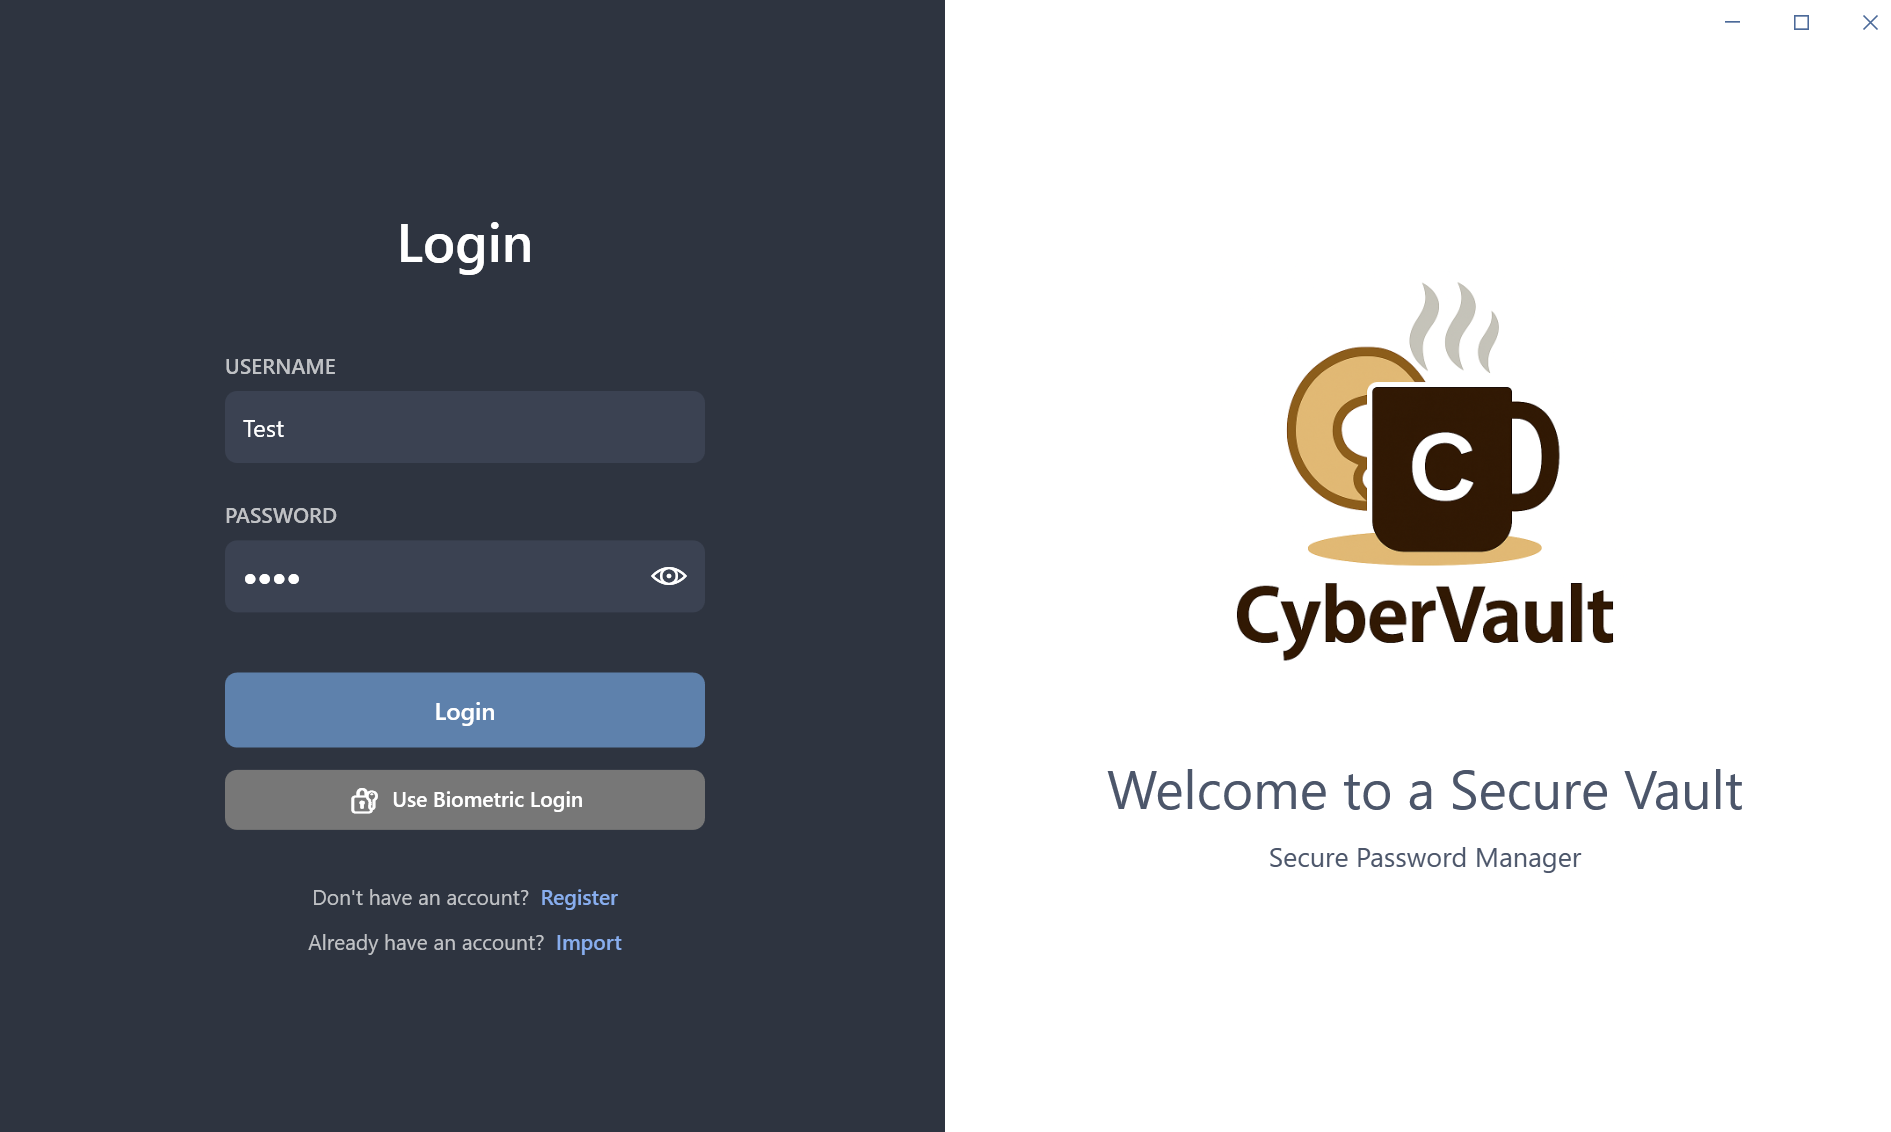 Login
USERNAME
Test
PASSWORD
••••
Login
Use Biometric Login
Don't have an account? Register
Already have an account? Import
C
CyberVault
Welcome to a Secure Vault
Secure Password Manager